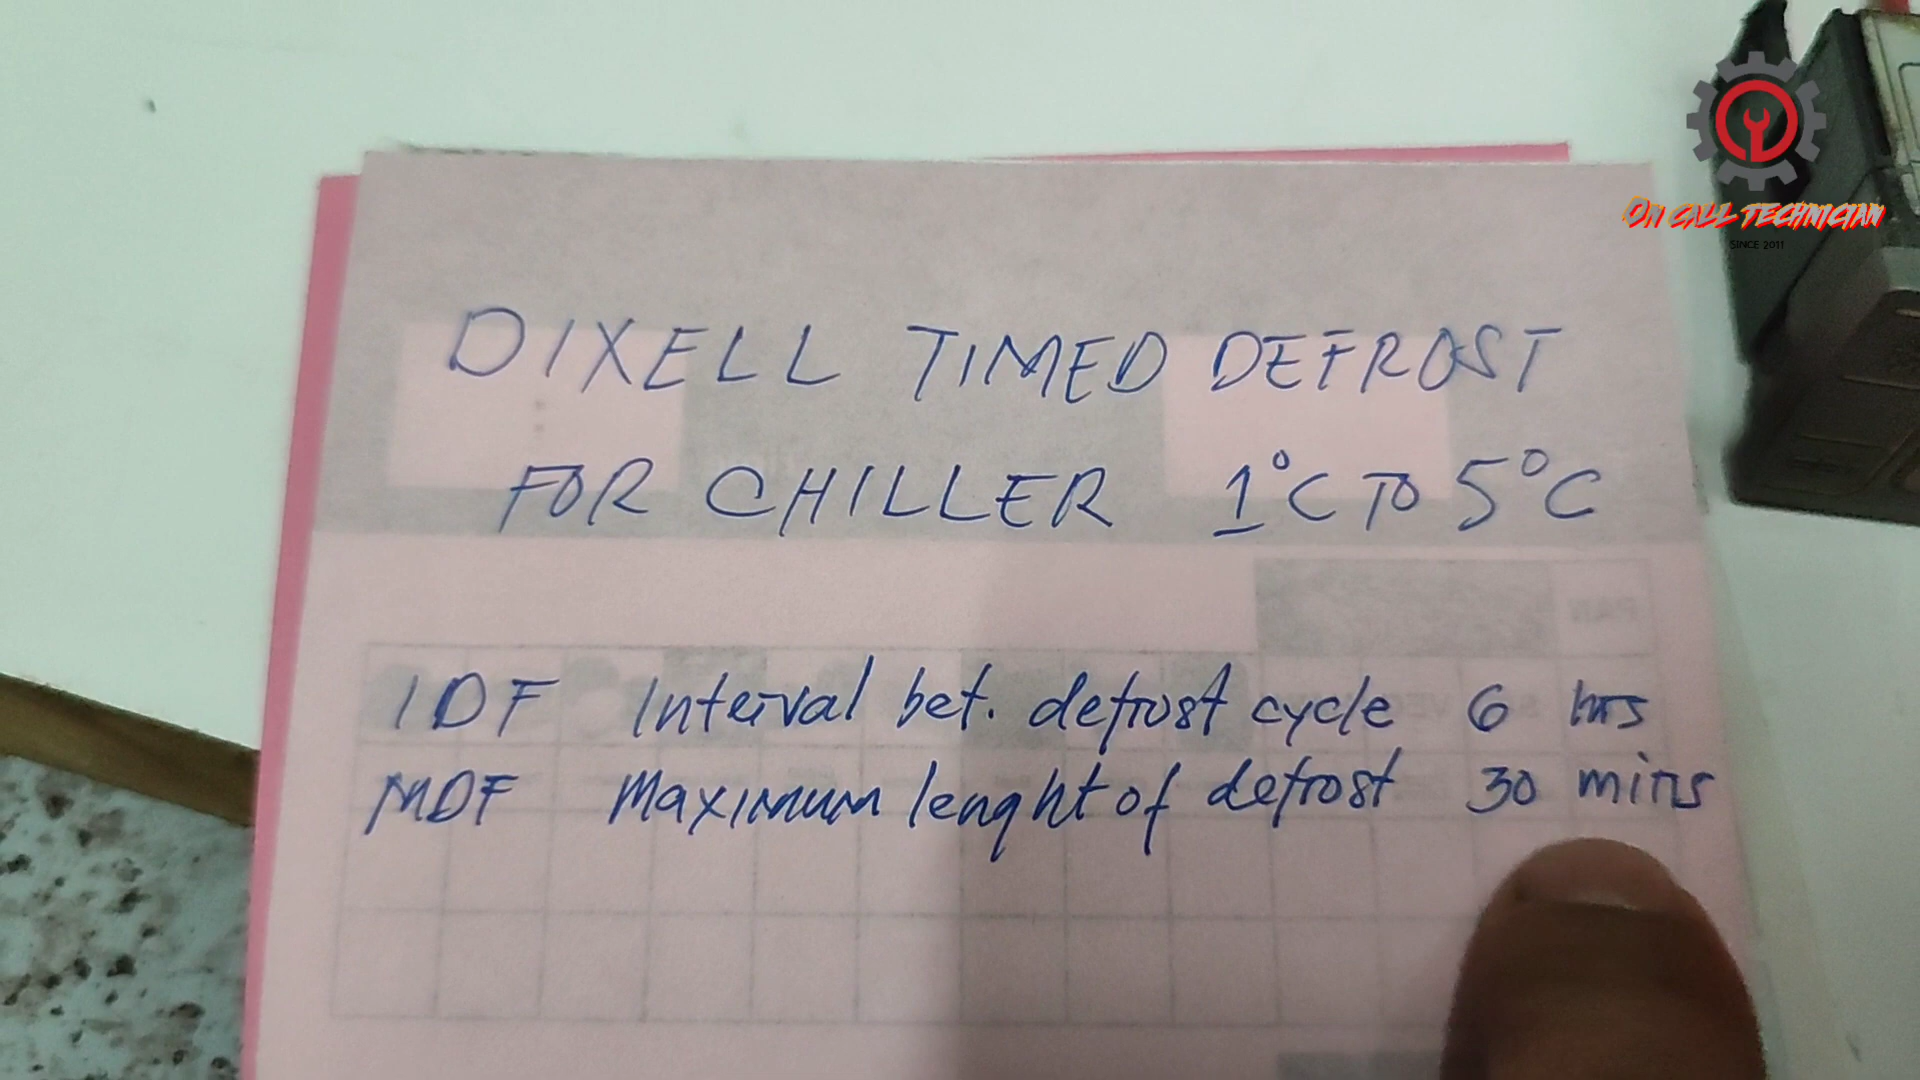 DIXELL TIMED DEFROST
FOR CHILLER 1°C TO 5°C
IDF Interval bet. defrost cycle 6 hrs
MDF Maximum lenght of defrost 30 mins
ON CALL TECHNICIAN
SINCE 2011
PAN